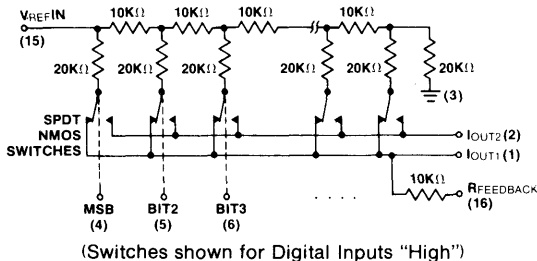 10KΩ 10KΩ 10KΩ 10KΩ
VREFIN
(15)
20KΩ 20KΩ 20KΩ 20KΩ 20KΩ 20KΩ
(3)
SPDT
NMOS
SWITCHES
IOUT2 (2)
IOUT1 (1)
10KΩ
RFEEDBACK
(16)
MSB BIT2 BIT3 . . . . .
(4) (5) (6)
(Switches shown for Digital Inputs "High")